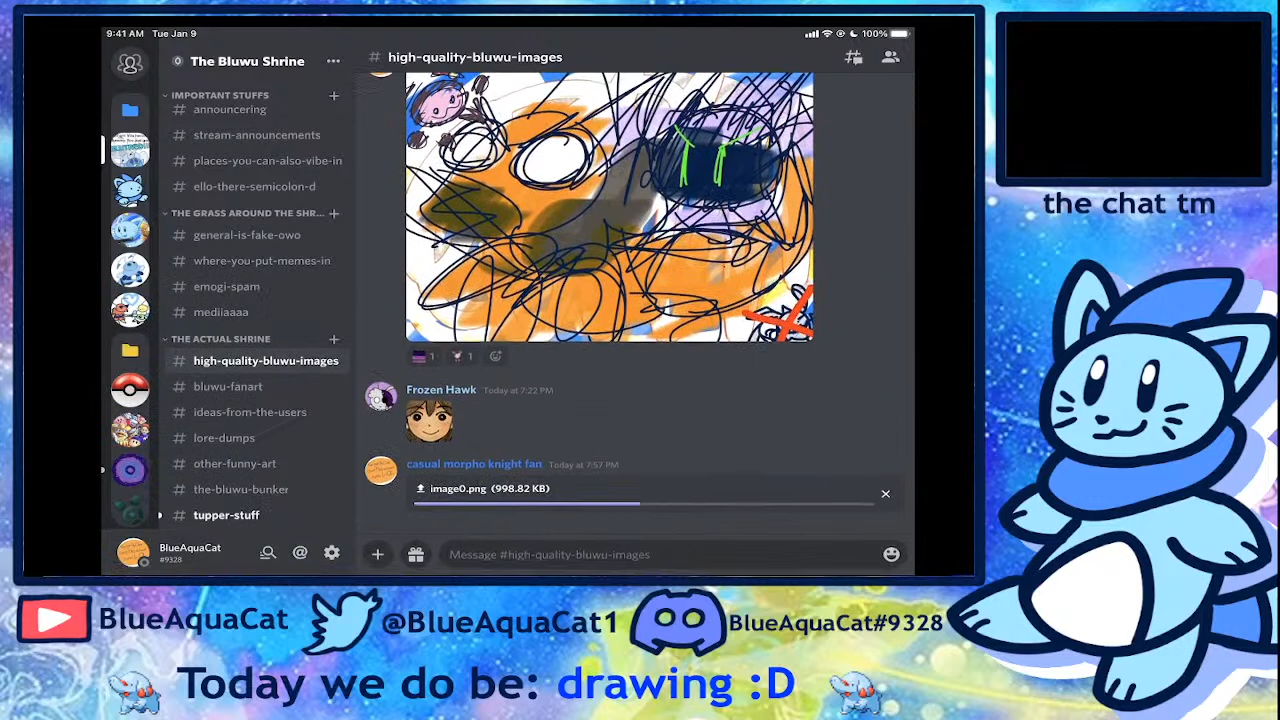 9:41 AM Tue Jan 9
100%
The Bluwu Shrine
# high-quality-bluwu-images
IMPORTANT STUFFS
# announcering
# stream-announcements
# places-you-can-also-vibe-in
# ello-there-semicolon-d
THE GRASS AROUND THE SHR...
# general-is-fake-owo
# where-you-put-memes-in
# emogi-spam
# mediiaaaa
THE ACTUAL SHRINE
# high-quality-bluwu-images
# bluwu-fanart
# ideas-from-the-users
# lore-dumps
# other-funny-art
# the-bluwu-bunker
# tupper-stuff
BlueAquaCat
#9328
1 1
Frozen Hawk Today at 7:22 PM
casual morpho knight fan Today at 7:57 PM
image0.png (998.82 KB)
Message #high-quality-bluwu-images
the chat tm
BlueAquaCat
@BlueAquaCat1
BlueAquaCat#9328
Today we do be: drawing :D